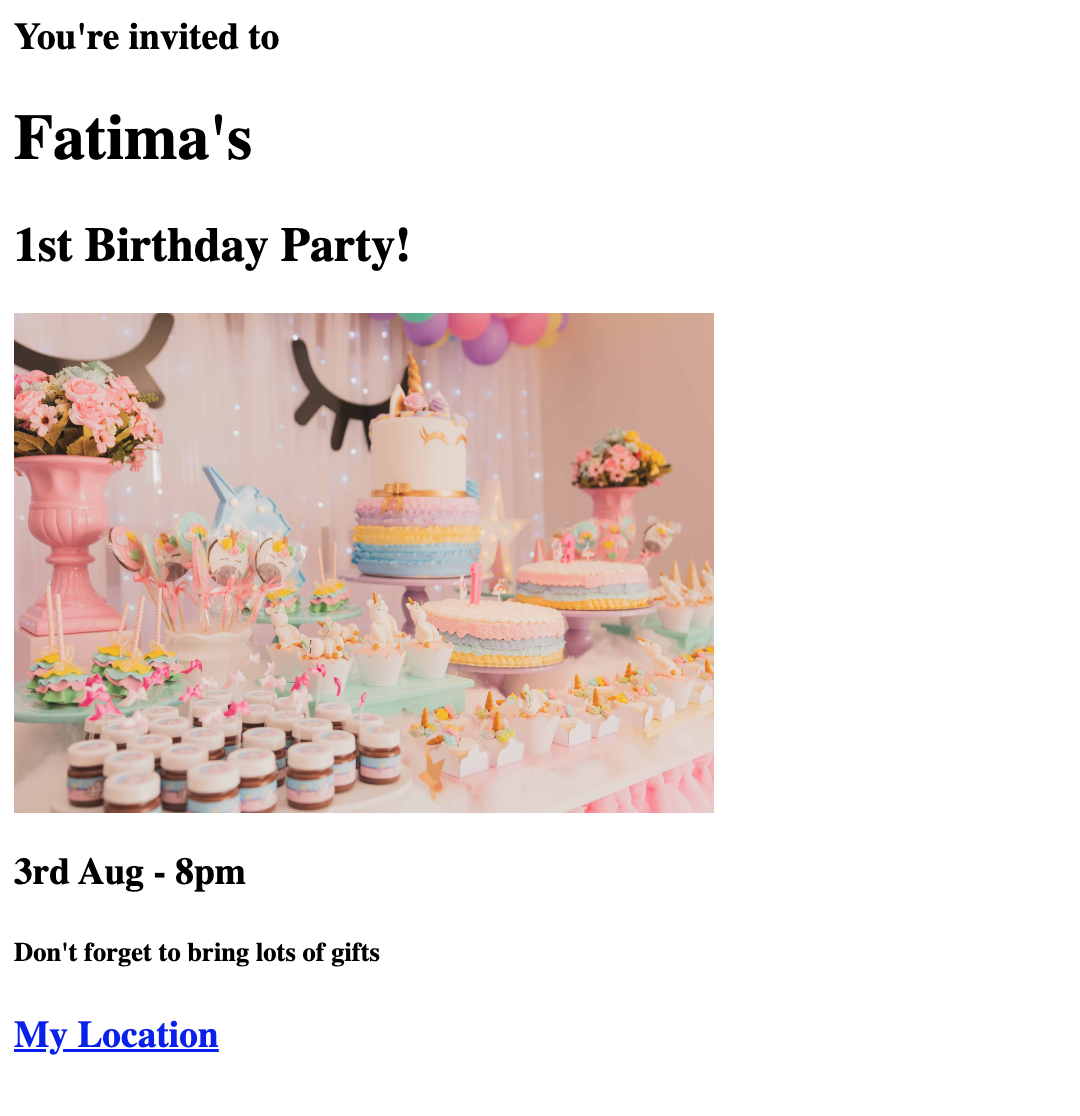 You're invited to
Fatima's
1st Birthday Party!
3rd Aug - 8pm
Don't forget to bring lots of gifts
My Location